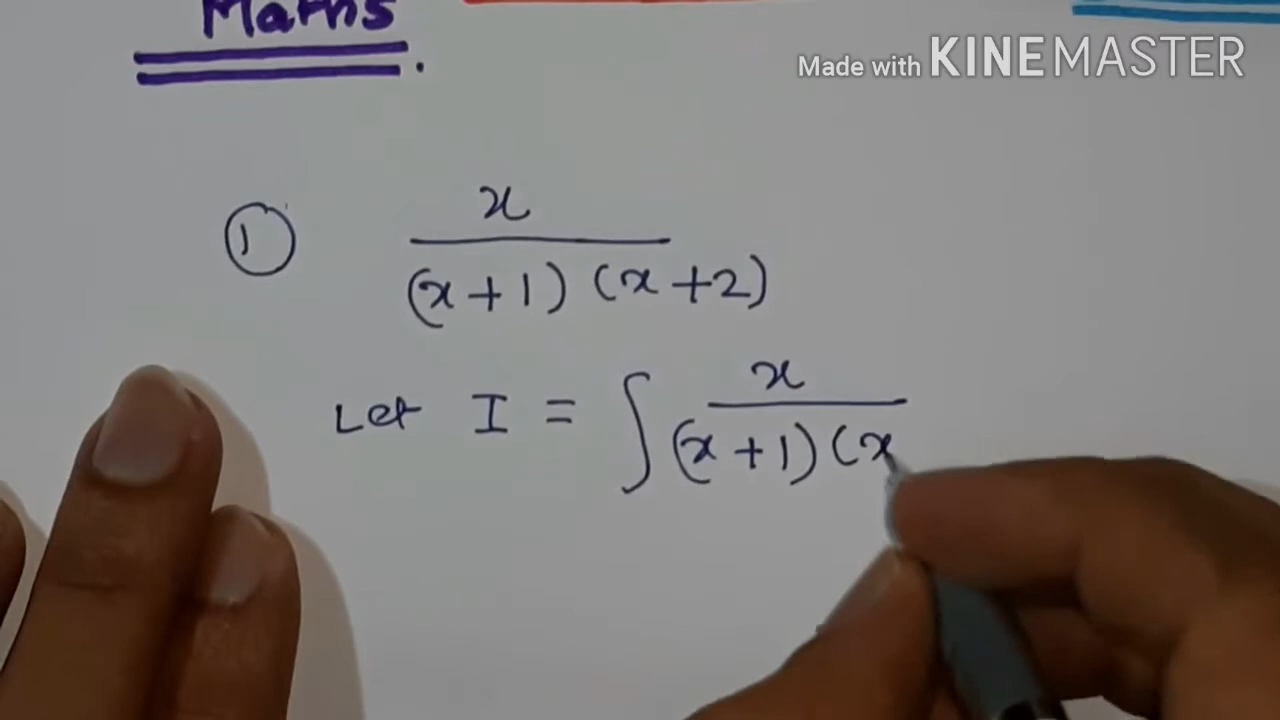 Maths
Made with KINEMASTER
① x / (x+1) (x+2)
Let I = ∫ x / (x+1) (x